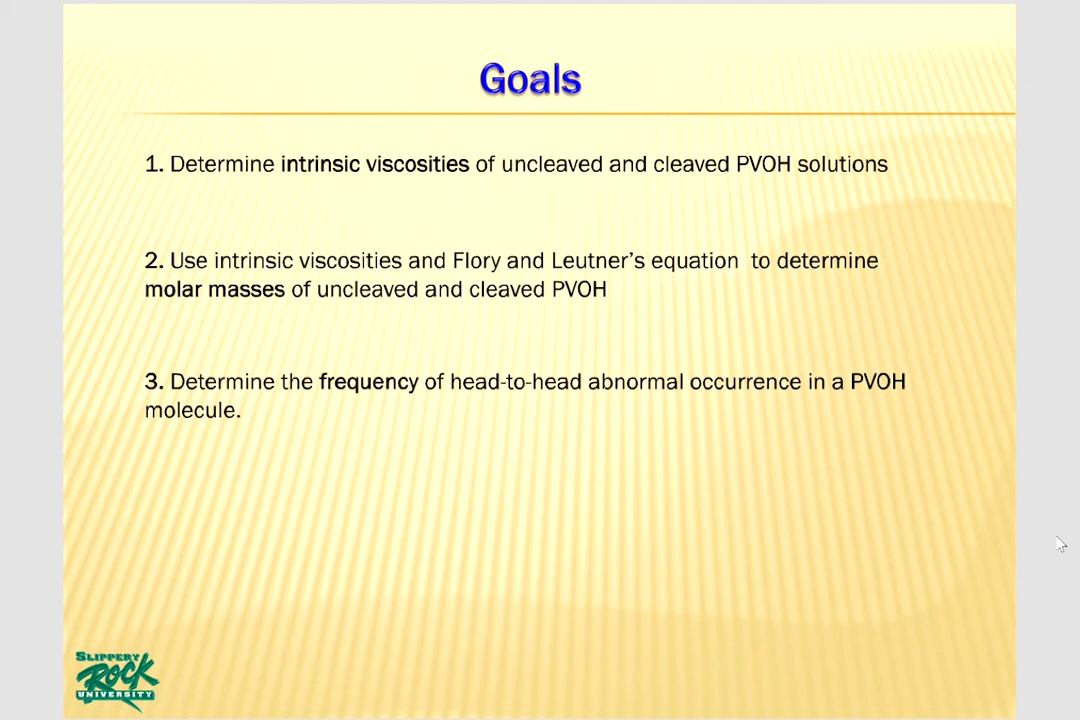 Goals
1. Determine intrinsic viscosities of uncleaved and cleaved PVOH solutions
2. Use intrinsic viscosities and Flory and Leutner’s equation  to determine
molar masses of uncleaved and cleaved PVOH
3. Determine the frequency of head-to-head abnormal occurrence in a PVOH
molecule.
SLIPPERY
ROCK
UNIVERSITY